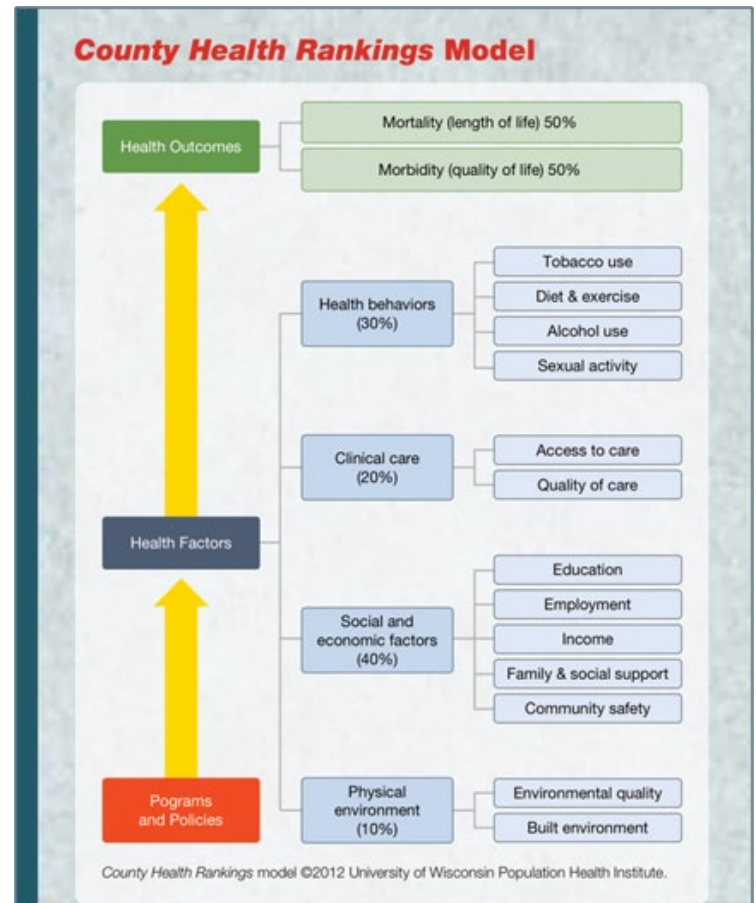 County Health Rankings Model
Health Outcomes
Mortality (length of life) 50%
Morbidity (quality of life) 50%
Health behaviors
(30%)
Tobacco use
Diet & exercise
Alcohol use
Sexual activity
Clinical care
(20%)
Access to care
Quality of care
Health Factors
Social and
economic factors
(40%)
Education
Employment
Income
Family & social support
Community safety
Pograms
and Policies
Physical
environment
(10%)
Environmental quality
Built environment
County Health Rankings model ©2012 University of Wisconsin Population Health Institute.